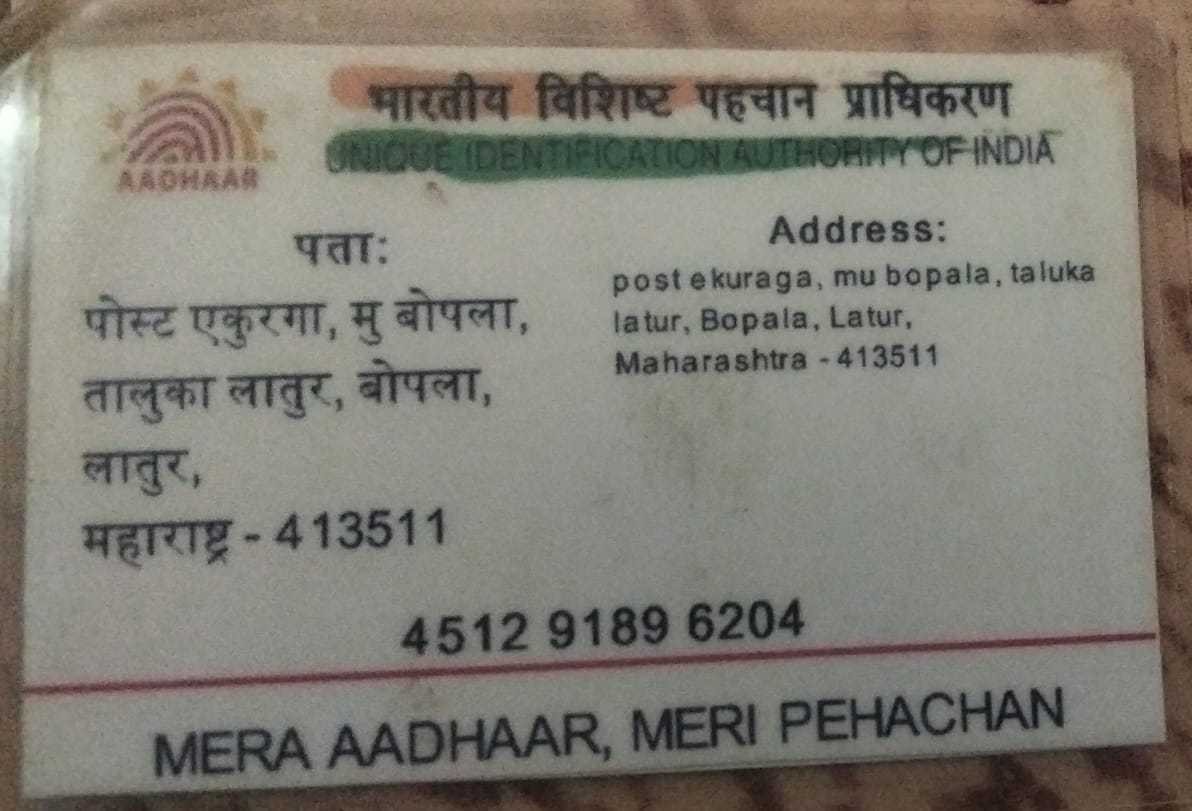 AADHAAR
भारतीय विशिष्ट पहचान प्राधिकरण
UNIQUE IDENTIFICATION AUTHORITY OF INDIA
पता:
पोस्ट एकुरगा, मु बोपला,
तालुका लातुर, बोपला,
लातुर,
महाराष्ट्र - 413511
Address:
post ekuraga, mu bopala, taluka
latur, Bopala, Latur,
Maharashtra - 413511
4512 9189 6204
MERA AADHAAR, MERI PEHACHAN